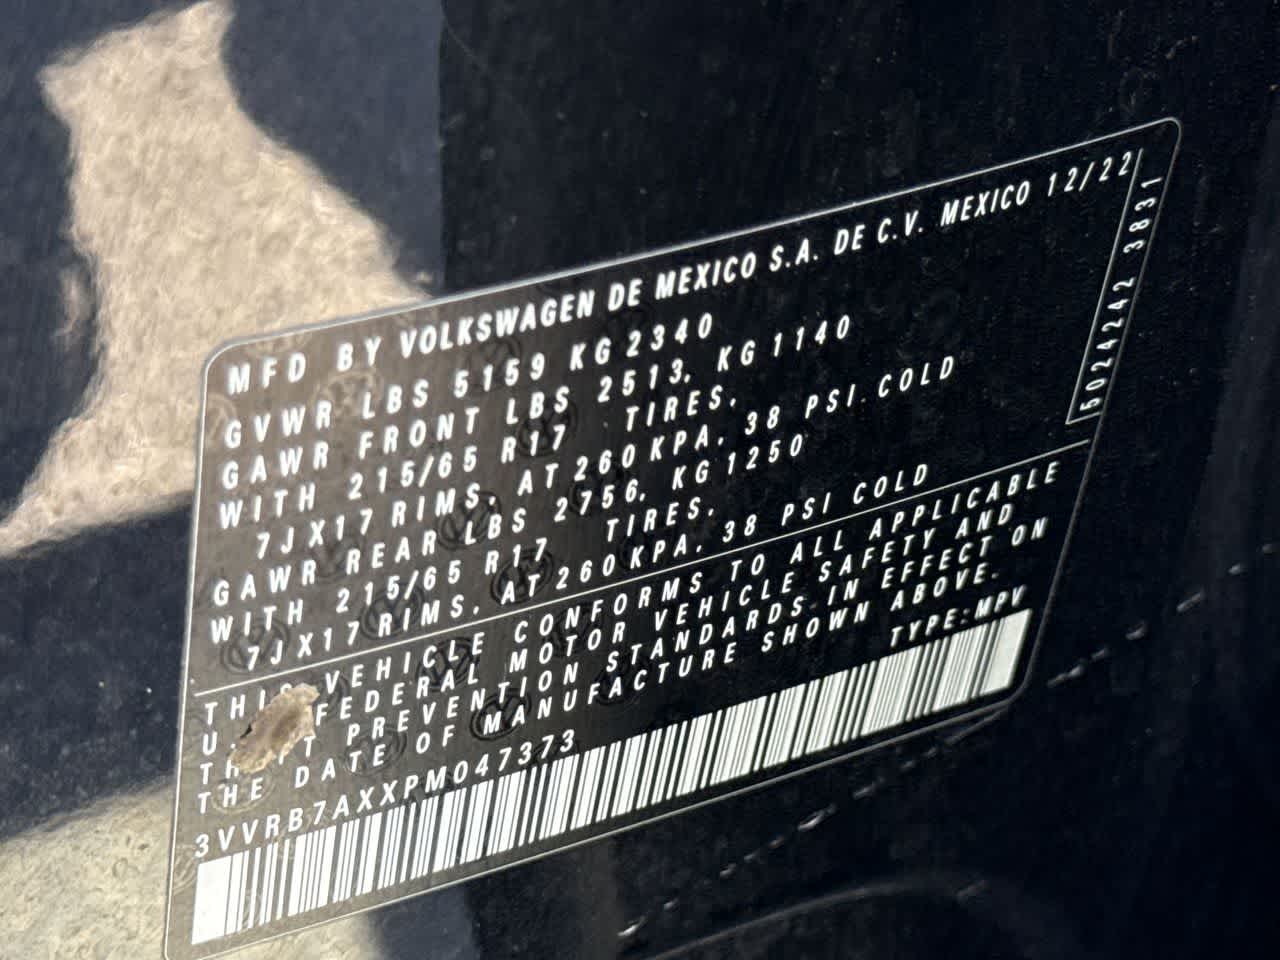 MFD BY VOLKSWAGEN DE MEXICO S.A. DE C.V. MEXICO 12/22
GVWR LBS 5159 KG 2340
GAWR FRONT LBS 2513, KG 1140
WITH 215/65 R17 TIRES,
7JX17 RIMS, AT 260 KPA, 38 PSI COLD
GAWR REAR LBS 2756, KG 1250
WITH 215/65 R17 TIRES,
7JX17 RIMS, AT 260 KPA, 38 PSI COLD
THIS VEHICLE CONFORMS TO ALL APPLICABLE
U. FEDERAL MOTOR VEHICLE SAFETY AND
PREVENTION STANDARDS IN EFFECT ON
THE DATE OF MANUFACTURE SHOWN ABOVE.
TYPE:MPV
3VVRB7AXXPM047373
5024242 3831